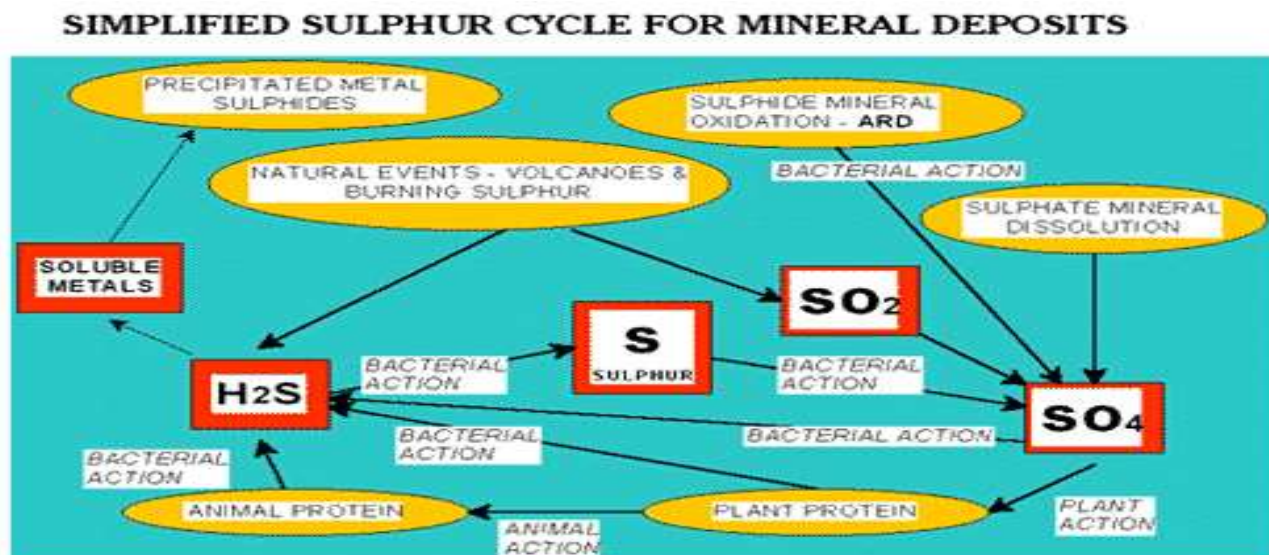 SIMPLIFIED SULPHUR CYCLE FOR MINERAL DEPOSITS
PRECIPITATED METAL
SULPHIDES
SULPHIDE MINERAL
OXIDATION - ARD
NATURAL EVENTS - VOLCANOES &
BURNING SULPHUR
BACTERIAL ACTION
SULPHATE MINERAL
DISSOLUTION
SOLUBLE
METALS
SO2
S
SULPHUR
BACTERIAL
ACTION
BACTERIAL
ACTION
H2S
SO4
BACTERIAL
ACTION
BACTERIAL ACTION
BACTERIAL
ACTION
ANIMAL PROTEIN
PLANT PROTEIN
PLANT
ACTION
ANIMAL
ACTION